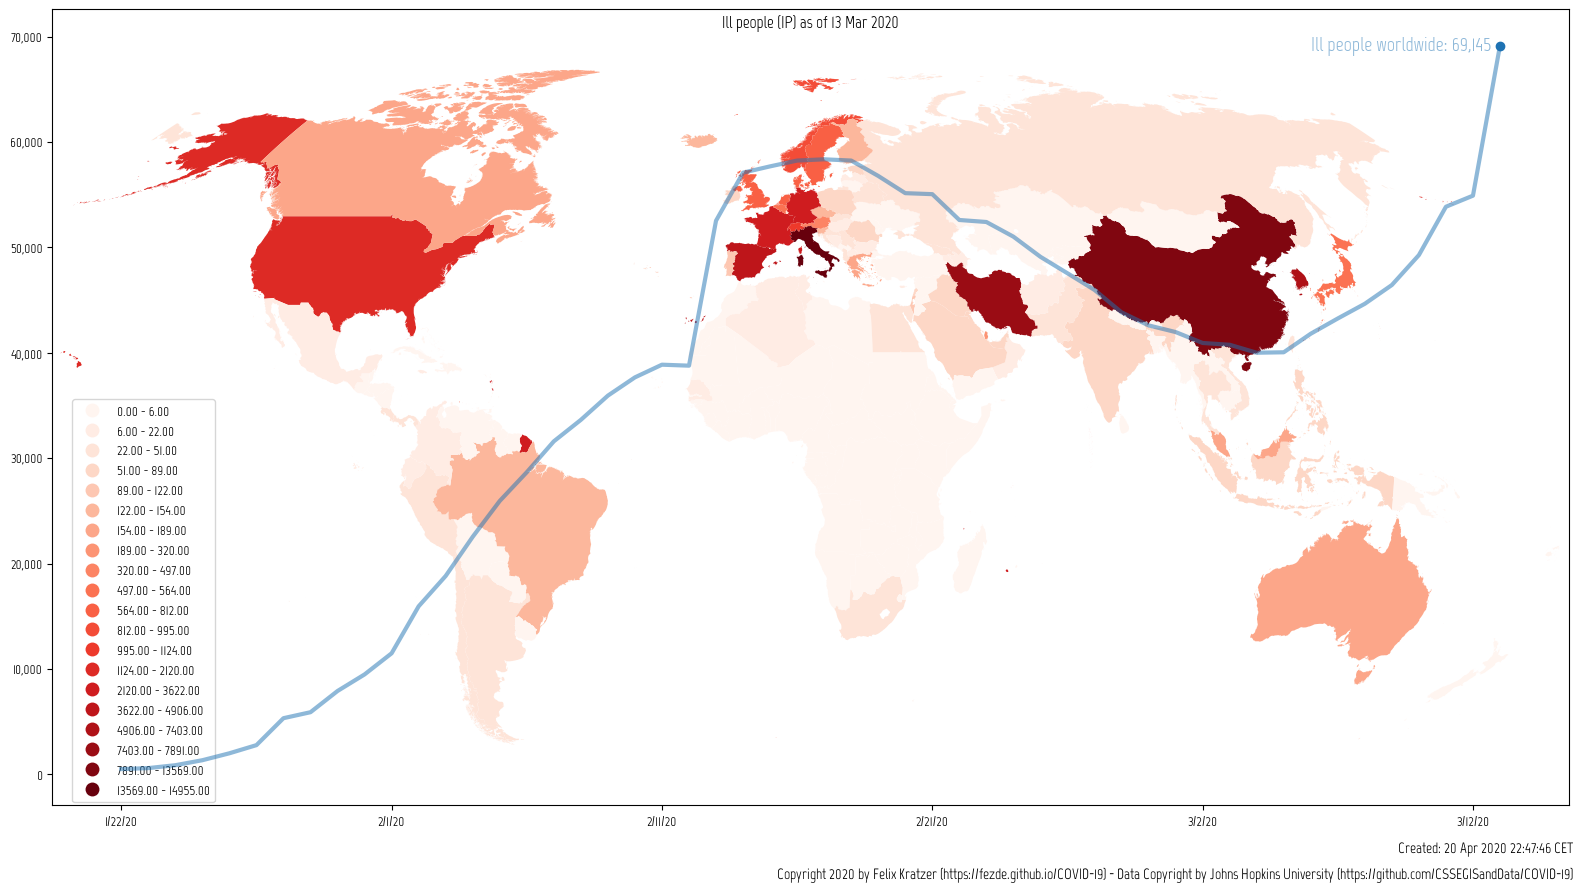 Ill people (IP) as of 13 Mar 2020
70,000
Ill people worldwide: 69,145
60,000
50,000
40,000
30,000
20,000
10,000
0
0.00 - 6.00
6.00 - 22.00
22.00 - 51.00
51.00 - 89.00
89.00 - 122.00
122.00 - 154.00
154.00 - 189.00
189.00 - 320.00
320.00 - 497.00
497.00 - 564.00
564.00 - 812.00
812.00 - 995.00
995.00 - 1124.00
1124.00 - 2120.00
2120.00 - 3622.00
3622.00 - 4906.00
4906.00 - 7403.00
7403.00 - 7891.00
7891.00 - 13569.00
13569.00 - 14955.00
1/22/20 2/1/20 2/11/20 2/21/20 3/2/20 3/12/20
Created: 20 Apr 2020 22:47:46 CET
Copyright 2020 by Felix Kratzer (https://fezde.github.io/COVID-19) - Data Copyright by Johns Hopkins University (https://github.com/CSSEGISandData/COVID-19)